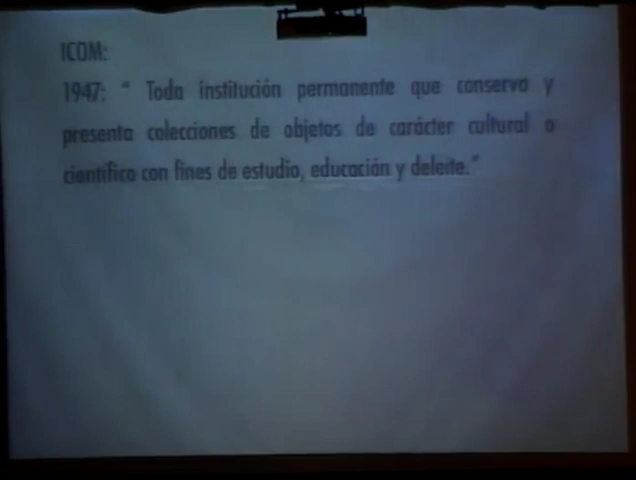 ICOM:
1947: " Toda institución permanente que conserva y
presenta colecciones de objetos de carácter cultural o
científico con fines de estudio, educación y deleite."